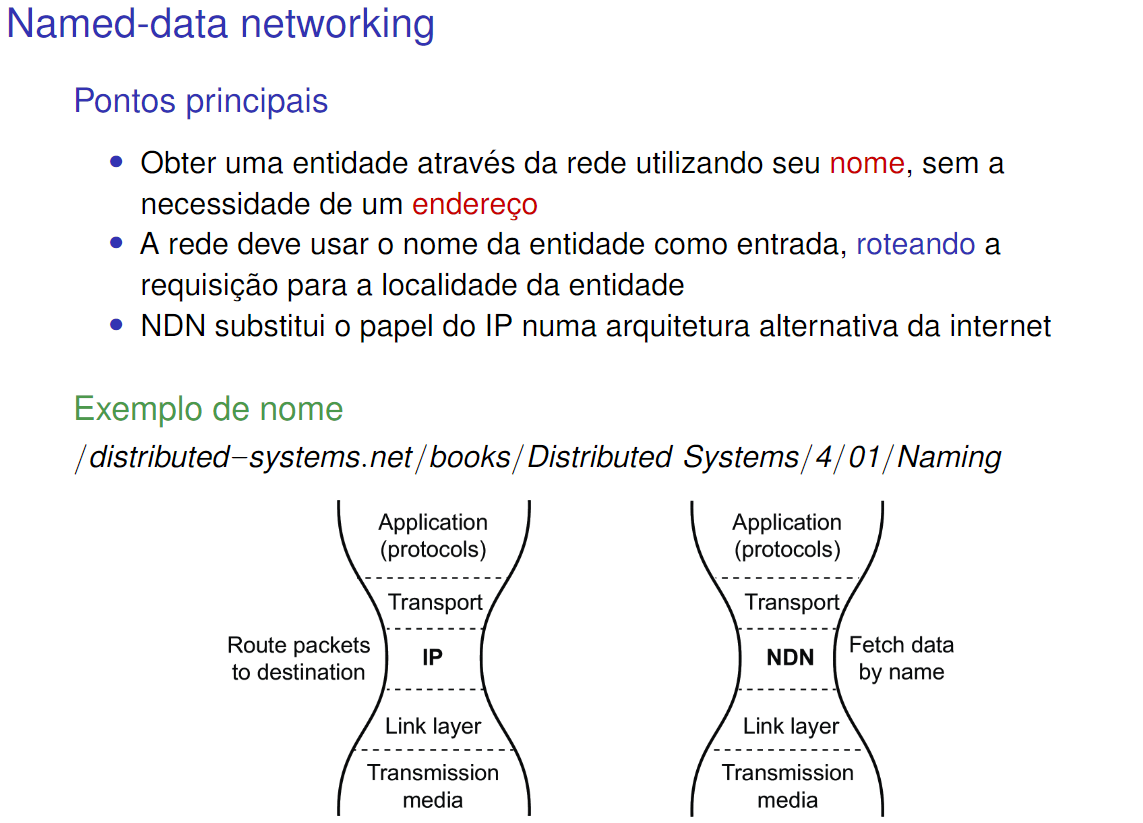 Named-data networking
Pontos principais
• Obter uma entidade através da rede utilizando seu nome, sem a
necessidade de um endereço
• A rede deve usar o nome da entidade como entrada, roteando a
requisição para a localidade da entidade
• NDN substitui o papel do IP numa arquitetura alternativa da internet
Exemplo de nome
/distributed−systems.net/books/Distributed Systems/4/01/Naming
Application
(protocols)
Transport
Route packets
to destination
IP
Link layer
Transmission
media
Application
(protocols)
Transport
NDN
Fetch data
by name
Link layer
Transmission
media